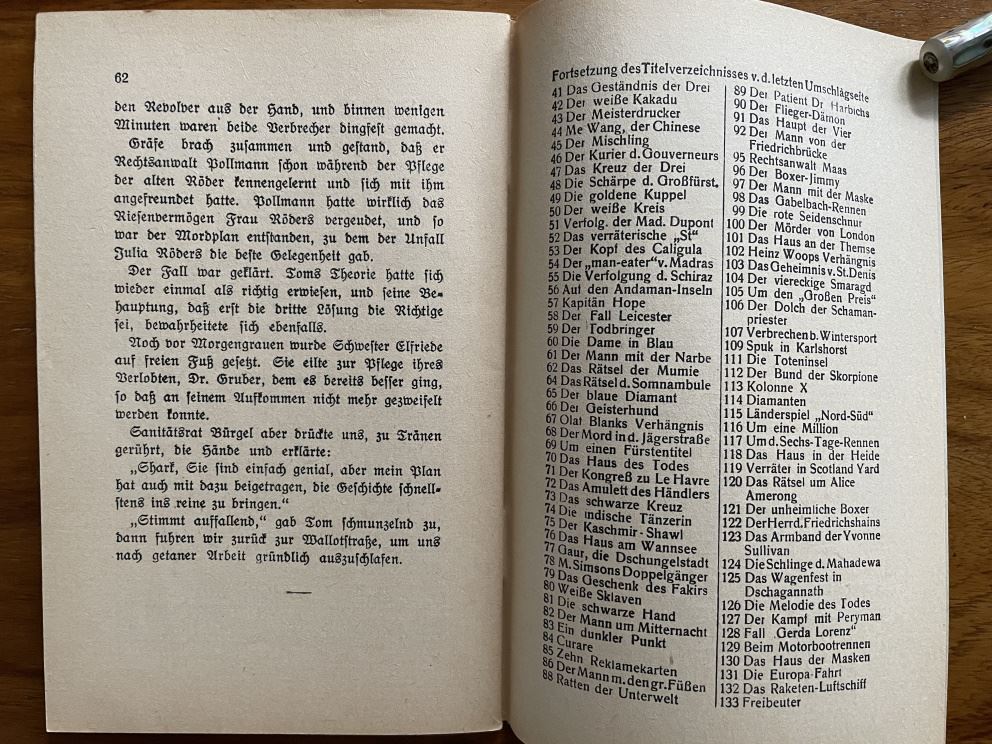 62
den Revolver aus der Hand, und binnen wenigen
Minuten waren beide Verbrecher dingfest gemacht.
Gräfe brach zusammen und gestand, daß er
Rechtsanwalt Pollmann schon während der Pflege
der alten Röder kennengelernt und sich mit ihm
angefreundet hatte. Pollmann hatte wirklich das
Riesenvermögen Frau Röders vergeudet, und so
war der Mordplan entstanden, zu dem der Unfall
Julia Röders die beste Gelegenheit gab.
Der Fall war geklärt. Toms Theorie hatte sich
wieder einmal als richtig erwiesen, und seine Be-
hauptung, daß erst die dritte Lösung die Richtige
sei, bewahrheitete sich ebenfalls.
Noch vor Morgengrauen wurde Schwester Elfriede
auf freien Fuß gesetzt. Sie eilte zur Pflege ihres
Verlobten, Dr. Gruber, dem es bereits besser ging,
so daß an seinem Aufkommen nicht mehr gezweifelt
werden konnte.
Sanitätsrat Bürgel aber drückte uns, zu Tränen
gerührt, die Hände und erklärte:
„Shark, Sie sind einfach genial, aber mein Plan
hat auch mit dazu beigetragen, die Geschichte schnell-
stens ins reine zu bringen.“
„Stimmt auffallend,“ gab Tom schmunzelnd zu,
dann fuhren wir zurück zur Wallotstraße, um uns
nach getaner Arbeit gründlich auszuschlafen.
Fortsetzung des Titelverzeichnisses v. d. letzten Umschlagseite
41 Das Geständnis der Drei
42 Der weiße Kakadu
43 Der Meisterdrucker
44 Me Wang, der Chinese
45 Der Mischling
46 Der Kurier d. Gouverneurs
47 Das Kreuz der Drei
48 Die Schärpe d. Großfürst.
49 Die goldene Kuppel
50 Der weiße Kreis
51 Verfolg. der Mad. Dupont
52 Das verräterische „Si“
53 Der Kopf des Caligula
54 Der „man-eater“ v. Madras
55 Die Verfolgung d. Schiraz
56 Auf den Andaman-Inseln
57 Kapitän Hope
58 Der Fall Leicester
59 Der Todbringer
60 Die Dame in Blau
61 Der Mann mit der Narbe
62 Das Rätsel der Mumie
64 Das Rätsel d. Somnambule
65 Der blaue Diamant
66 Der Geisterhund
67 Olaf Blanks Verhängnis
68 Der Mord in d. Jägerstraße
69 Um einen Fürstentitel
70 Das Haus des Todes
71 Der Kongreß zu Le Havre
72 Das Amulett des Händlers
73 Das schwarze Kreuz
74 Die indische Tänzerin
75 Der Kaschmir-Shawl
76 Das Haus am Wannsee
77 Gaur, die Dschungelstadt
78 M. Simsons Doppelgänger
79 Das Geschenk des Fakirs
80 Weiße Sklaven
81 Die schwarze Hand
82 Der Mann um Mitternacht
83 Ein dunkler Punkt
84 Curare
85 Zehn Reklamekarten
86 Der Mann m. den gr. Füßen
88 Ratten der Unterwelt
89 Der Patient Dr Harbichs
90 Der Flieger-Dämon
91 Das Haupt der Vier
92 Der Mann von der
Friedrichbrücke
95 Rechtsanwalt Maas
96 Der Boxer-Jimmy
97 Der Mann mit der Maske
98 Das Gabelbach-Rennen
99 Die rote Seidenschnur
100 Der Mörder von London
101 Das Haus an der Themse
102 Heinz Woops Verhängnis
103 Das Geheimnis v. St. Denis
104 Der viereckige Smaragd
105 Um den „Großen Preis“
106 Der Dolch der Schaman-
priester
107 Verbrechen b. Wintersport
109 Spuk in Karlshorst
111 Die Toteninsel
112 Der Bund der Skorpione
113 Kolonne X
114 Diamanten
115 Länderspiel „Nord-Süd“
116 Um eine Million
117 Um d. Sechs-Tage-Rennen
118 Das Haus in der Heide
119 Verräter in Scotland Yard
120 Das Rätsel um Alice
Amerong
121 Der unheimliche Boxer
122 Der Herr d. Friedrichshains
123 Das Armband der Yvonne
Sullivan
124 Die Schlinge d. Mahadewa
125 Das Wagenfest in
Dschagannath
126 Die Melodie des Todes
127 Der Kampf mit Peryman
128 Fall „Gerda Lorenz“
129 Beim Motorbootrennen
130 Das Haus der Masken
131 Die Europa-Fahrt
132 Das Raketen-Luftschiff
133 Freibeuter